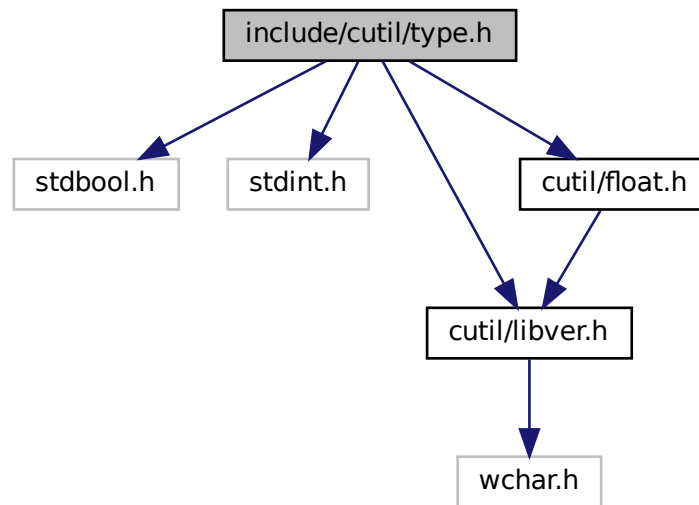 include/cutil/type.h
stdbool.h
stdint.h
cutil/float.h
cutil/libver.h
wchar.h